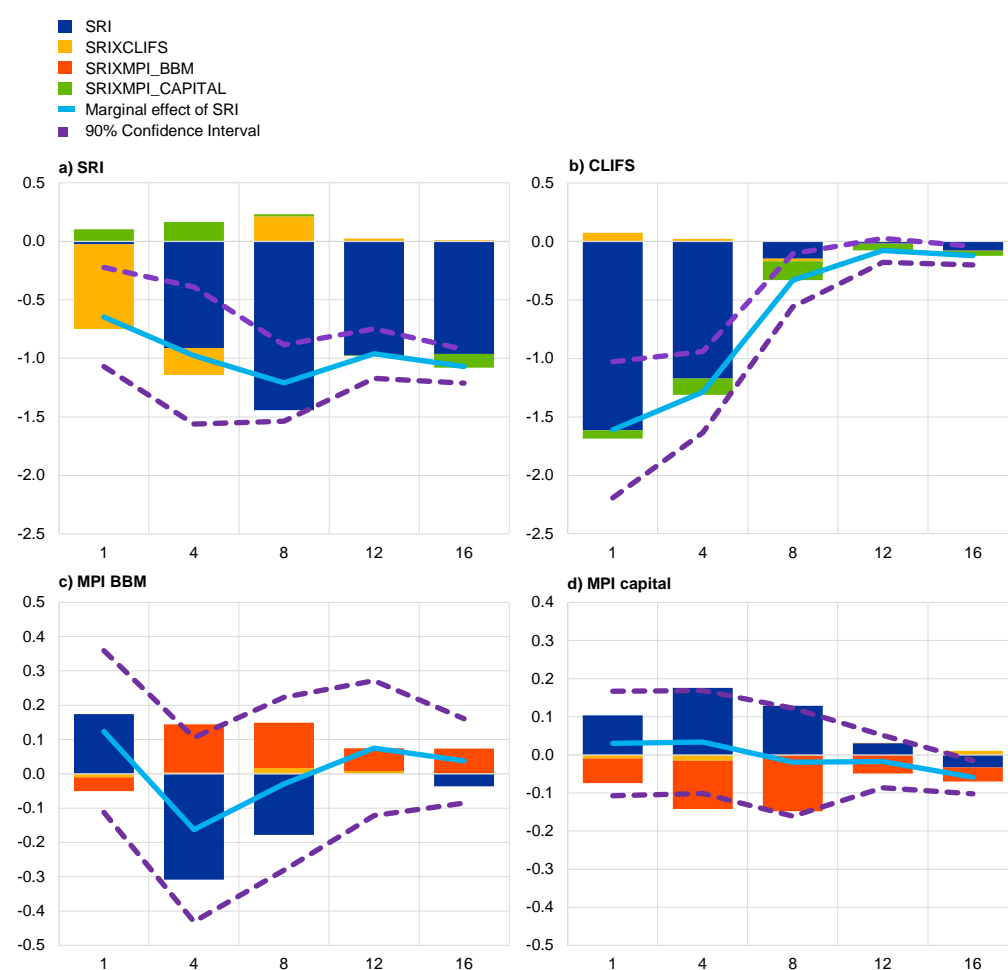 SRI
SRIXCLIFS
SRIXMPI_BBM
SRIXMPI_CAPITAL
Marginal effect of SRI
90% Confidence Interval
a) SRI
0.5
0.0
-0.5
-1.0
-1.5
-2.0
-2.5
1 4 8 12 16
b) CLIFS
0.5
0.0
-0.5
-1.0
-1.5
-2.0
-2.5
1 4 8 12 16
c) MPI BBM
0.5
0.4
0.3
0.2
0.1
0.0
-0.1
-0.2
-0.3
-0.4
-0.5
1 4 8 12 16
d) MPI capital
0.4
0.3
0.2
0.1
0.0
-0.1
-0.2
-0.3
-0.4
-0.5
1 4 8 12 16